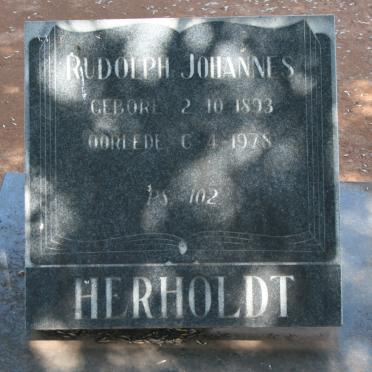 RUDOLPH JOHANNES
GEBORE 2 10 1893
OORLEDE 6 4 1978
PS 102
HERHOLDT